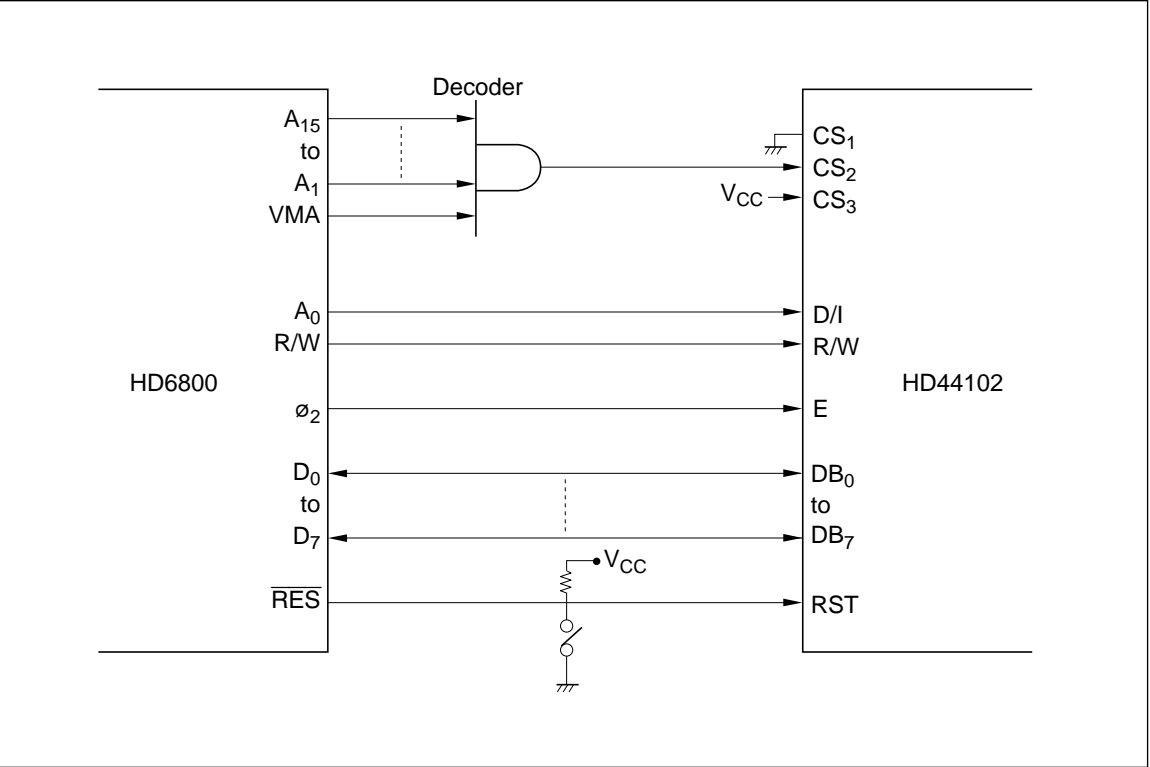 Decoder
A15
to
A1
VMA
A0
R/W
HD6800
ø2
D0
to
D7
RES
CS1
CS2
VCC
CS3
D/I
R/W
HD44102
E
DB0
to
DB7
VCC
RST